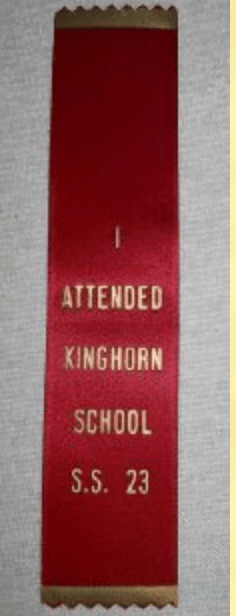 I
ATTENDED
KINGHORN
SCHOOL
S.S. 23